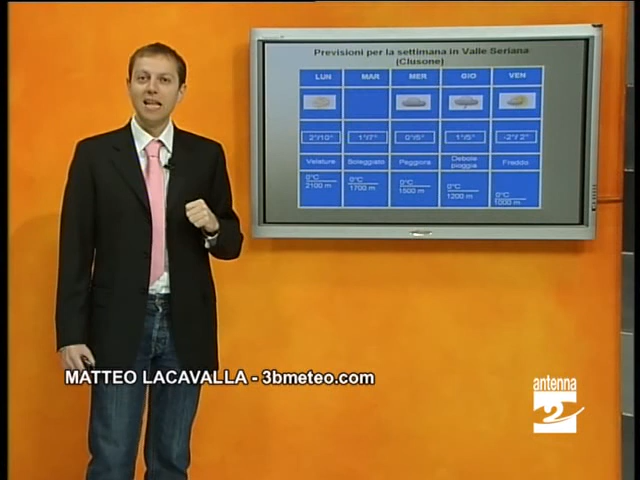 Previsioni per la settimana in Valle Seriana
(Clusone)
LUN MAR MER GIO VEN
2°/10° 1°/7° 0°/5° 1°/5° -2°/2°
Velature Soleggiato Peggiora Debole pioggia Freddo
0°C 0°C 0°C 0°C 0°C
2100 m 1700 m 1500 m 1200 m 1000 m
MATTEO LACAVALLA - 3bmeteo.com
antenna
2